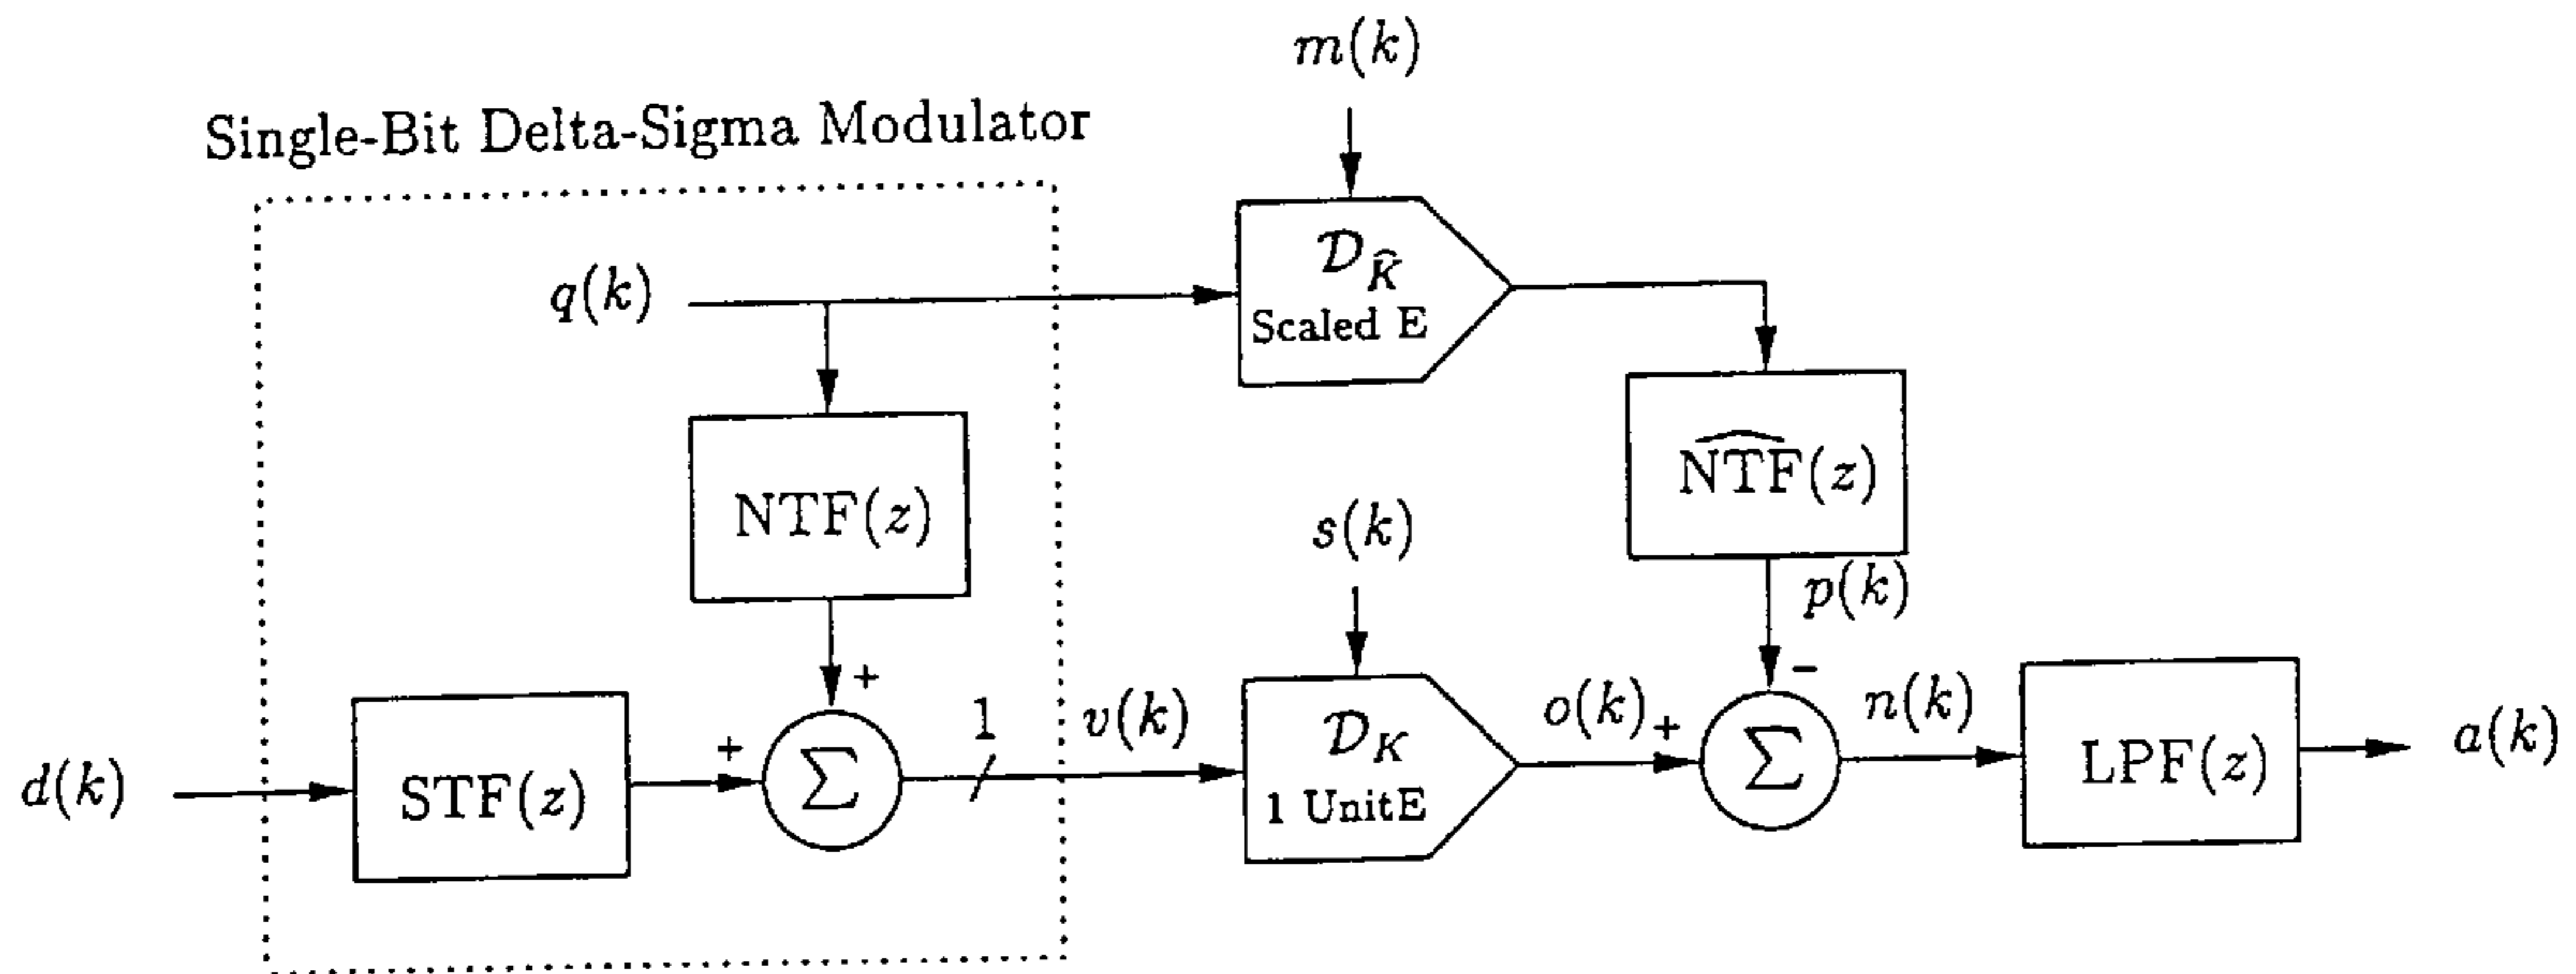 m(k)
Single-Bit Delta-Sigma Modulator
q(k)
𝒟_K̂
Scaled E
NTF(z)
N͡TF(z)
s(k)
p(k)
+
−
d(k)
STF(z)
+
Σ
1
v(k)
𝒟_K
1 UnitE
o(k)
+
Σ
n(k)
LPF(z)
a(k)